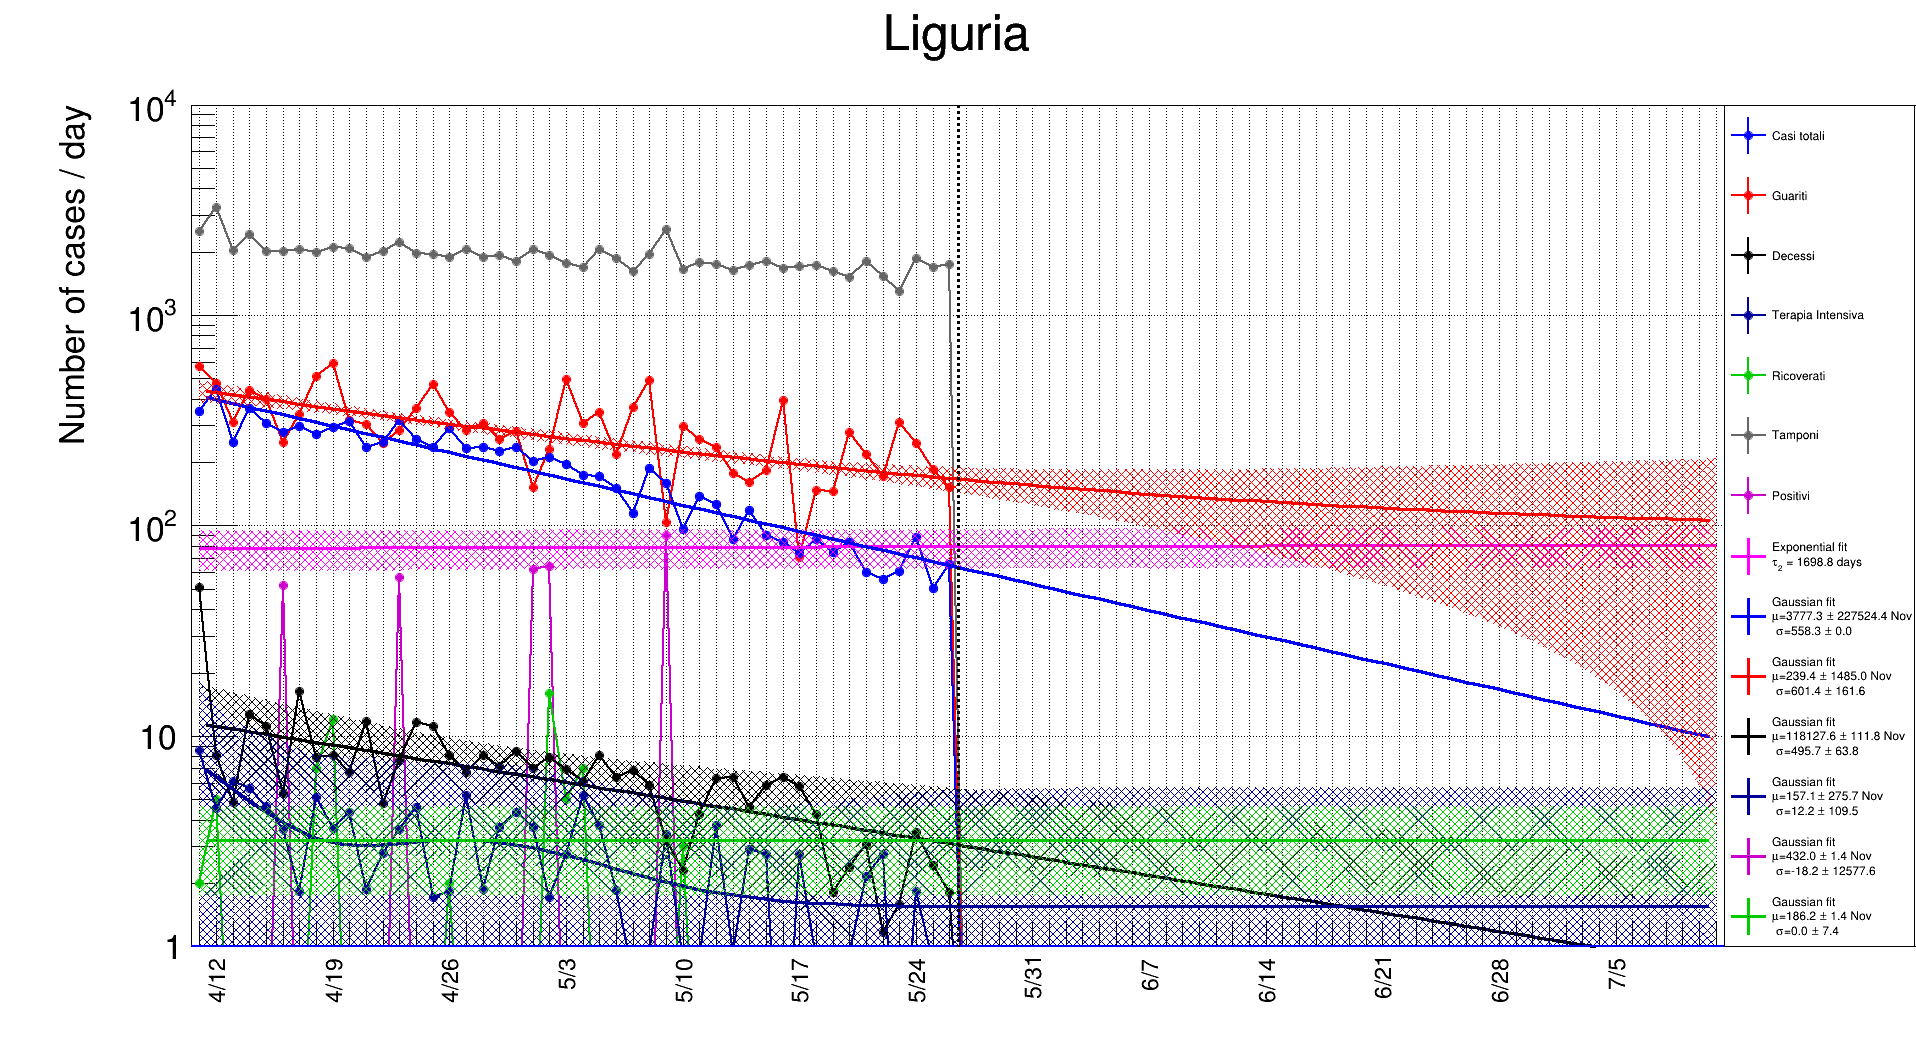 Liguria
Number of cases / day
10⁴
10³
10²
10
1
4/12
4/19
4/26
5/3
5/10
5/17
5/24
5/31
6/7
6/14
6/21
6/28
7/5
Casi totali
Guariti
Decessi
Terapia Intensiva
Ricoverati
Tamponi
Positivi
Exponential fit
τ₂ = 1698.8 days
Gaussian fit
μ=3777.3 ± 227524.4 Nov
σ=558.3 ± 0.0
Gaussian fit
μ=239.4 ± 1485.0 Nov
σ=601.4 ± 161.6
Gaussian fit
μ=118127.6 ± 111.8 Nov
σ=495.7 ± 63.8
Gaussian fit
μ=157.1 ± 275.7 Nov
σ=12.2 ± 109.5
Gaussian fit
μ=432.0 ± 1.4 Nov
σ=-18.2 ± 12577.6
Gaussian fit
μ=186.2 ± 1.4 Nov
σ=0.0 ± 7.4